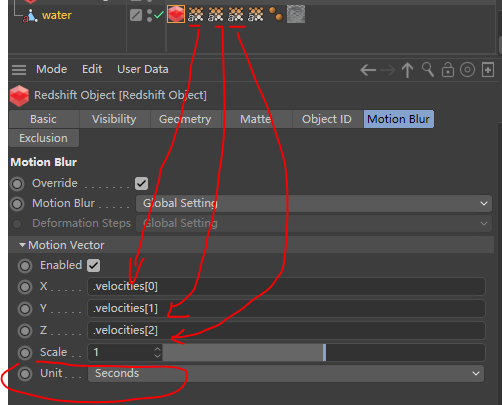 water
Mode Edit User Data
Redshift Object [Redshift Object]
Basic Visibility Geometry Matte Object ID Motion Blur
Exclusion
Motion Blur
Override
Motion Blur Global Setting
Deformation Steps Global Setting
Motion Vector
Enabled
X .velocities[0]
Y .velocities[1]
Z .velocities[2]
Scale 1
Unit Seconds